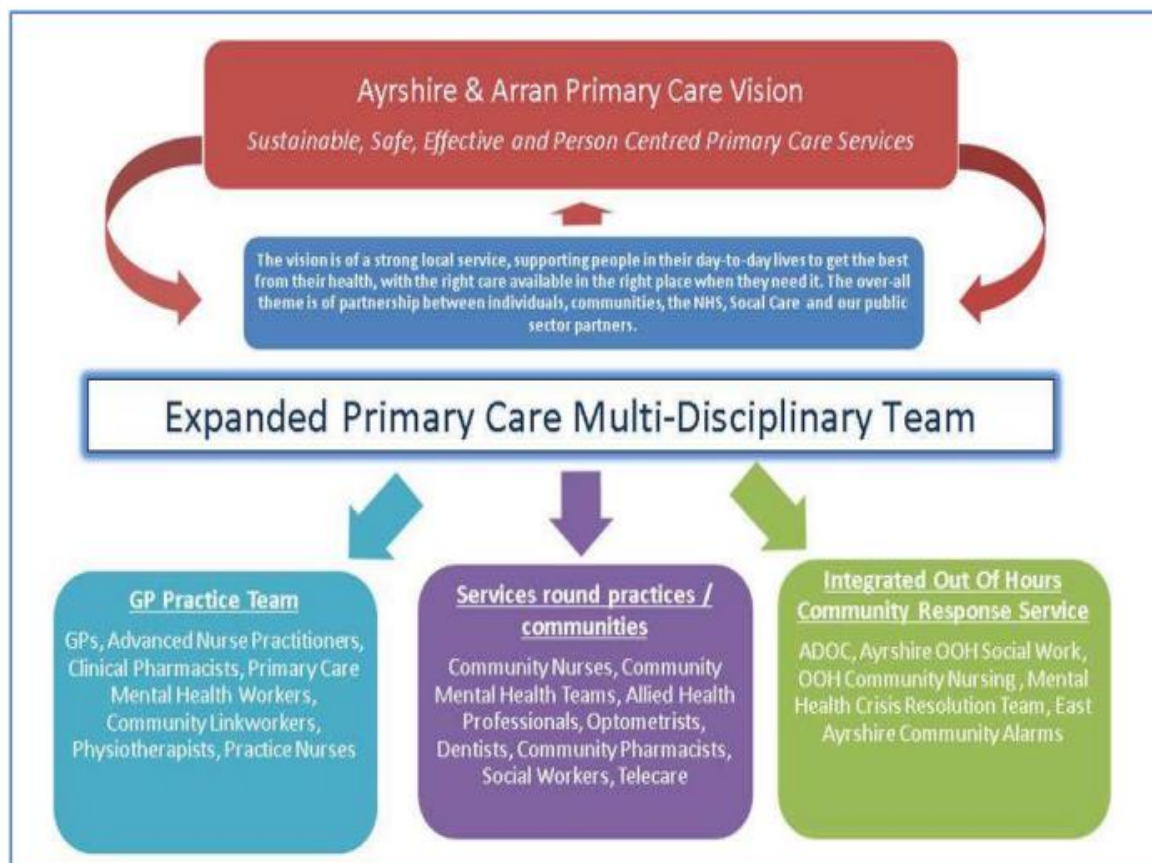 Ayrshire & Arran Primary Care Vision
Sustainable, Safe, Effective and Person Centred Primary Care Services
The vision is of a strong local service, supporting people in their day-to-day lives to get the best
from their health, with the right care available in the right place when they need it. The over-all
theme is of partnership between individuals, communities, the NHS, Socal Care and our public
sector partners.
Expanded Primary Care Multi-Disciplinary Team
GP Practice Team
GPs, Advanced Nurse Practitioners,
Clinical Pharmacists, Primary Care
Mental Health Workers,
Community Linkworkers,
Physiotherapists, Practice Nurses
Services round practices /
communities
Community Nurses, Community
Mental Health Teams, Allied Health
Professionals, Optometrists,
Dentists, Community Pharmacists,
Social Workers, Telecare
Integrated Out Of Hours
Community Response Service
ADOC, Ayrshire OOH Social Work,
OOH Community Nursing , Mental
Health Crisis Resolution Team, East
Ayrshire Community Alarms